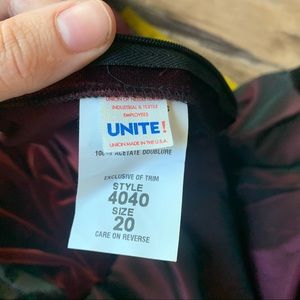 INDUSTRIAL & TEXTILE
EMPLOYEES
UNITE!
UNION MADE IN THE U.S.A.
100% ACETATE DOUBLURE
EXCLUSIVE OF TRIM
STYLE
4040
SIZE
20
CARE ON REVERSE